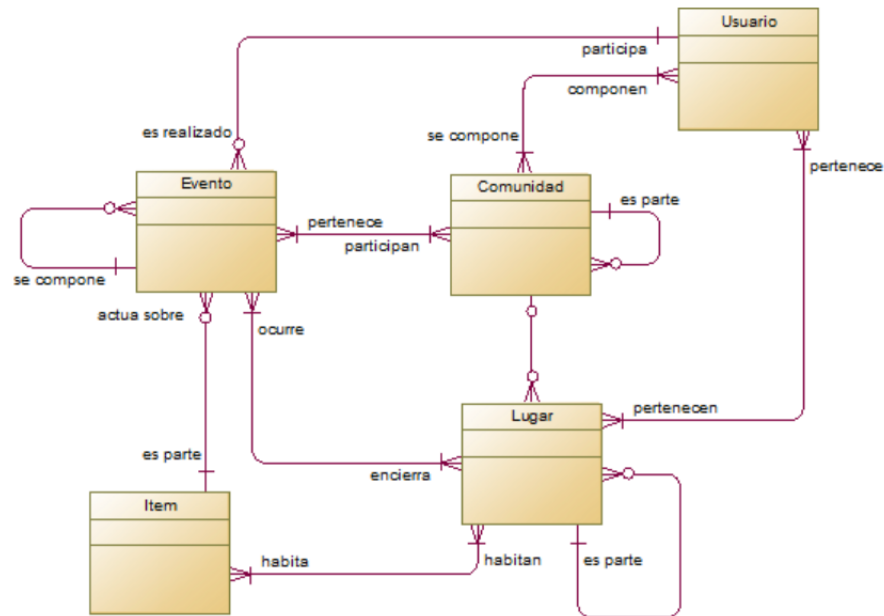 Usuario
participa
componen
es realizado
se compone
pertenece
Evento
Comunidad
es parte
pertenece
participan
se compone
actua sobre
ocurre
pertenecen
Lugar
es parte
encierra
Item
habita
habitan
es parte